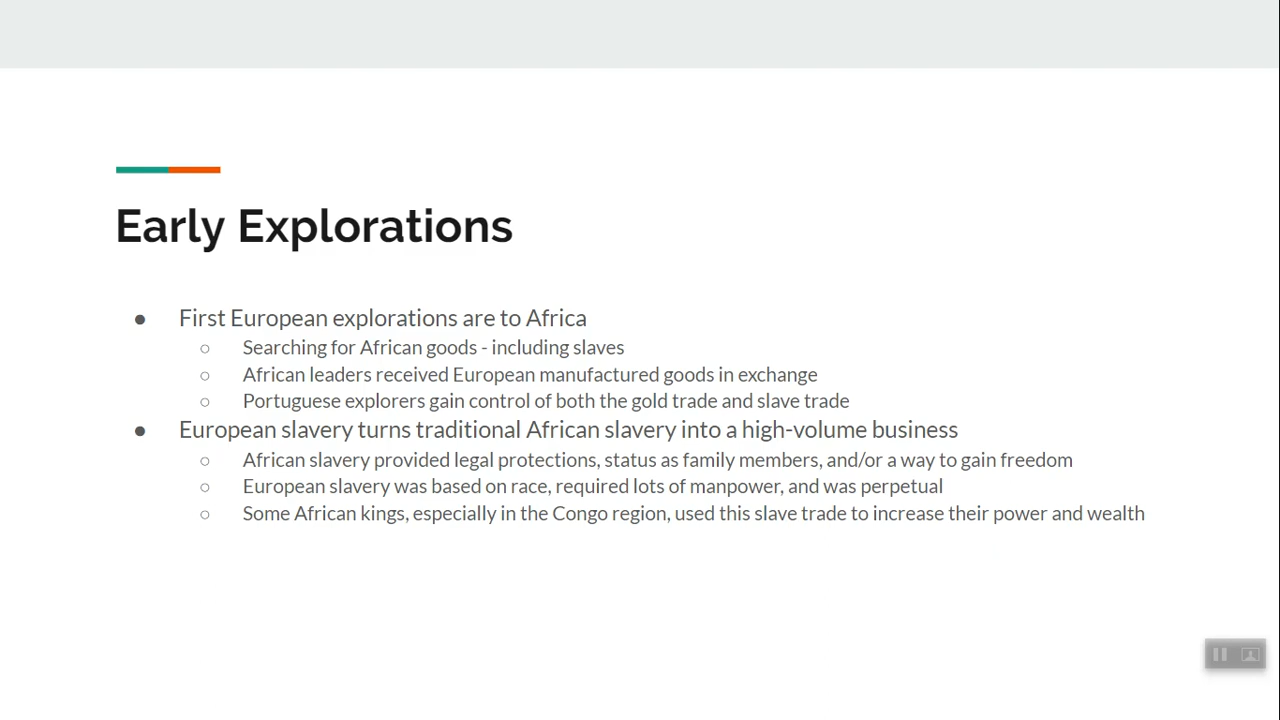 Early Explorations
● First European explorations are to Africa
○ Searching for African goods - including slaves
○ African leaders received European manufactured goods in exchange
○ Portuguese explorers gain control of both the gold trade and slave trade
● European slavery turns traditional African slavery into a high-volume business
○ African slavery provided legal protections, status as family members, and/or a way to gain freedom
○ European slavery was based on race, required lots of manpower, and was perpetual
○ Some African kings, especially in the Congo region, used this slave trade to increase their power and wealth